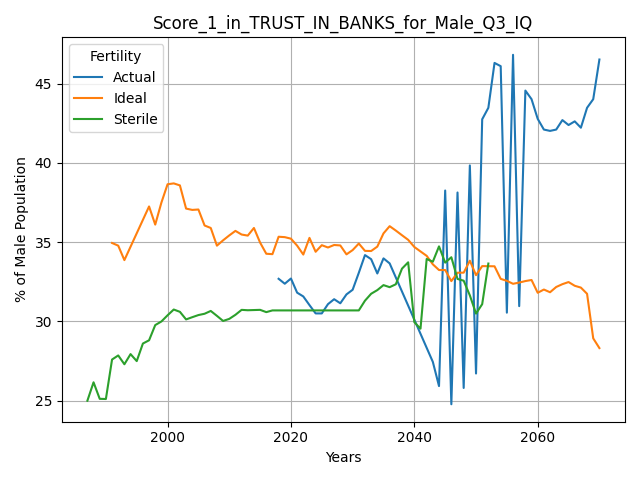 Score_1_in_TRUST_IN_BANKS_for_Male_Q3_IQ
Fertility
Actual
Ideal
Sterile
% of Male Population
45
40
35
30
25
2000
2020
2040
2060
Years